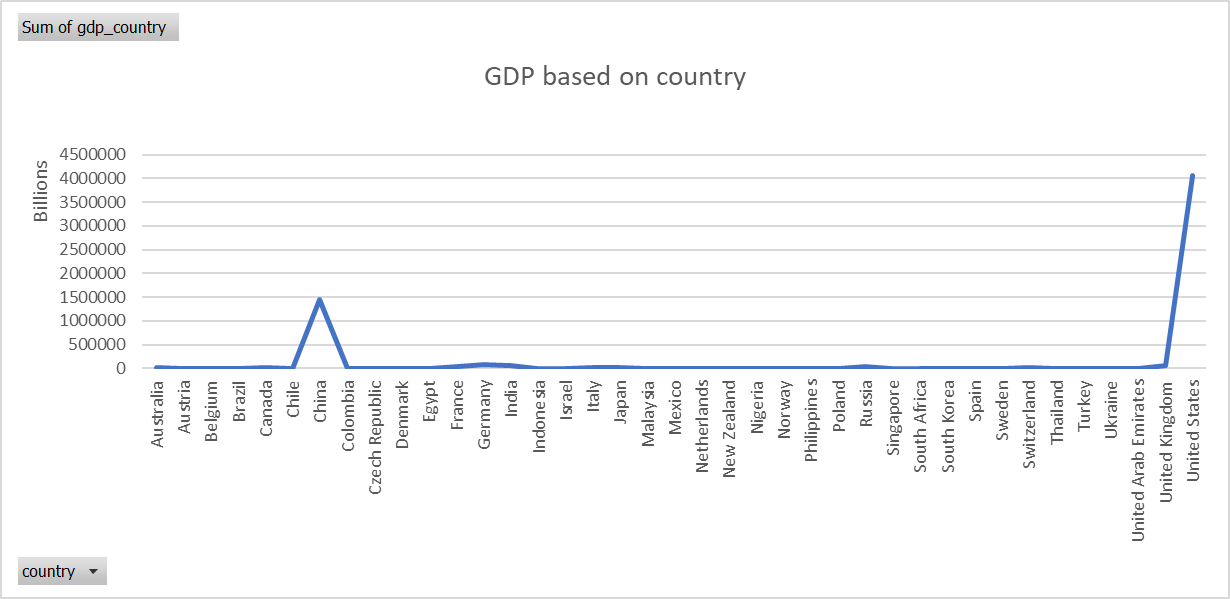 Sum of gdp_country
GDP based on country
Billions
4500000
4000000
3500000
3000000
2500000
2000000
1500000
1000000
500000
0
Australia
Austria
Belgium
Brazil
Canada
Chile
China
Colombia
Czech Republic
Denmark
Egypt
France
Germany
India
Indonesia
Israel
Italy
Japan
Malaysia
Mexico
Netherlands
New Zealand
Nigeria
Norway
Philippines
Poland
Russia
Singapore
South Africa
South Korea
Spain
Sweden
Switzerland
Thailand
Turkey
Ukraine
United Arab Emirates
United Kingdom
United States
country